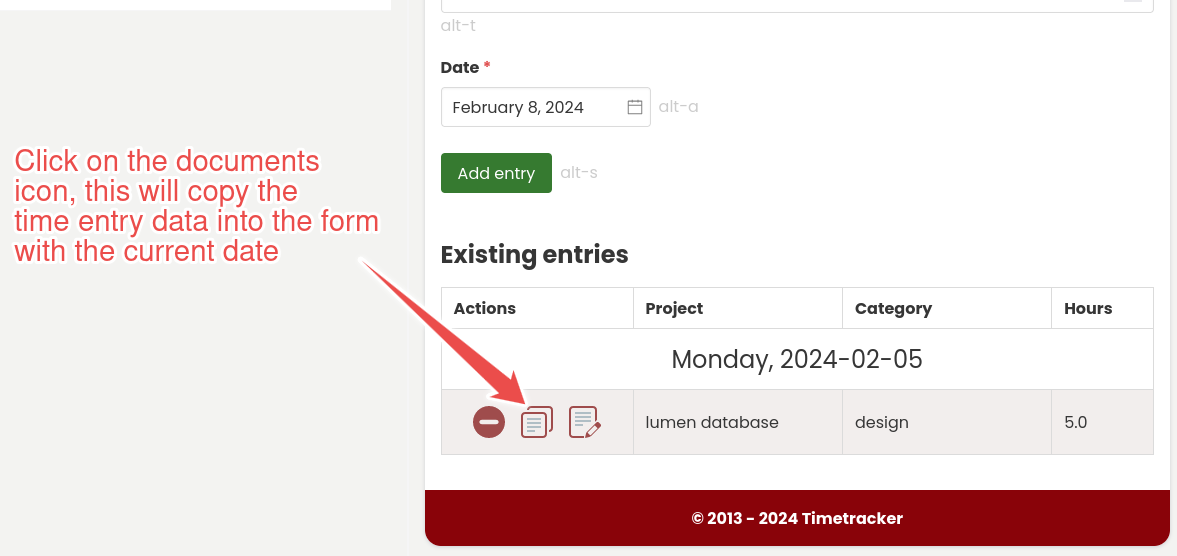 alt-t
Date *
February 8, 2024
alt-a
Click on the documents
icon, this will copy the
time entry data into the form
with the current date
Add entry
alt-s
Existing entries
Actions Project Category Hours
Monday, 2024-02-05
lumen database design 5.0
© 2013 - 2024 Timetracker